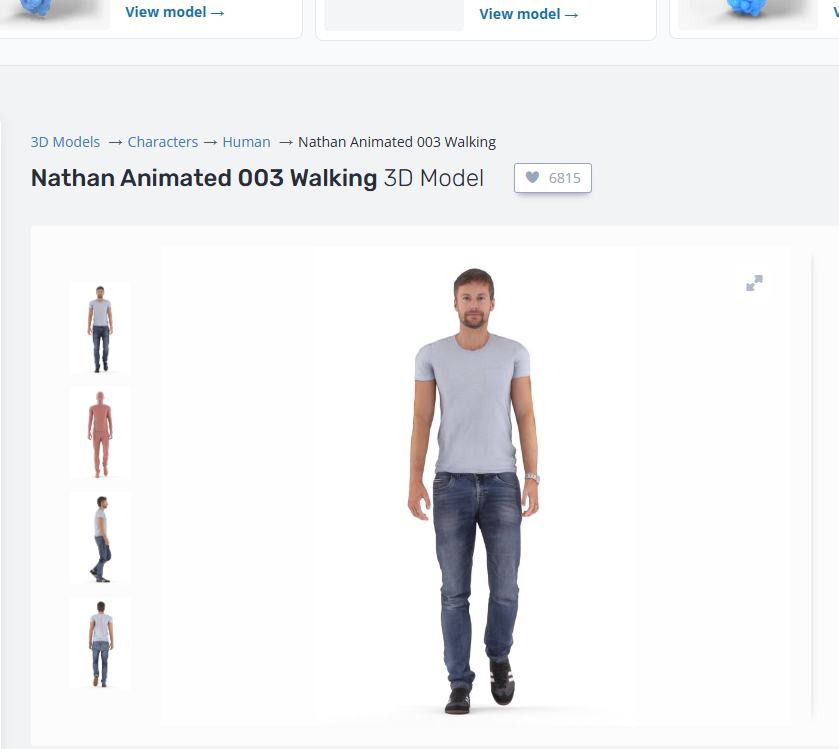 View model →
View model →
3D Models → Characters → Human → Nathan Animated 003 Walking
Nathan Animated 003 Walking 3D Model
6815